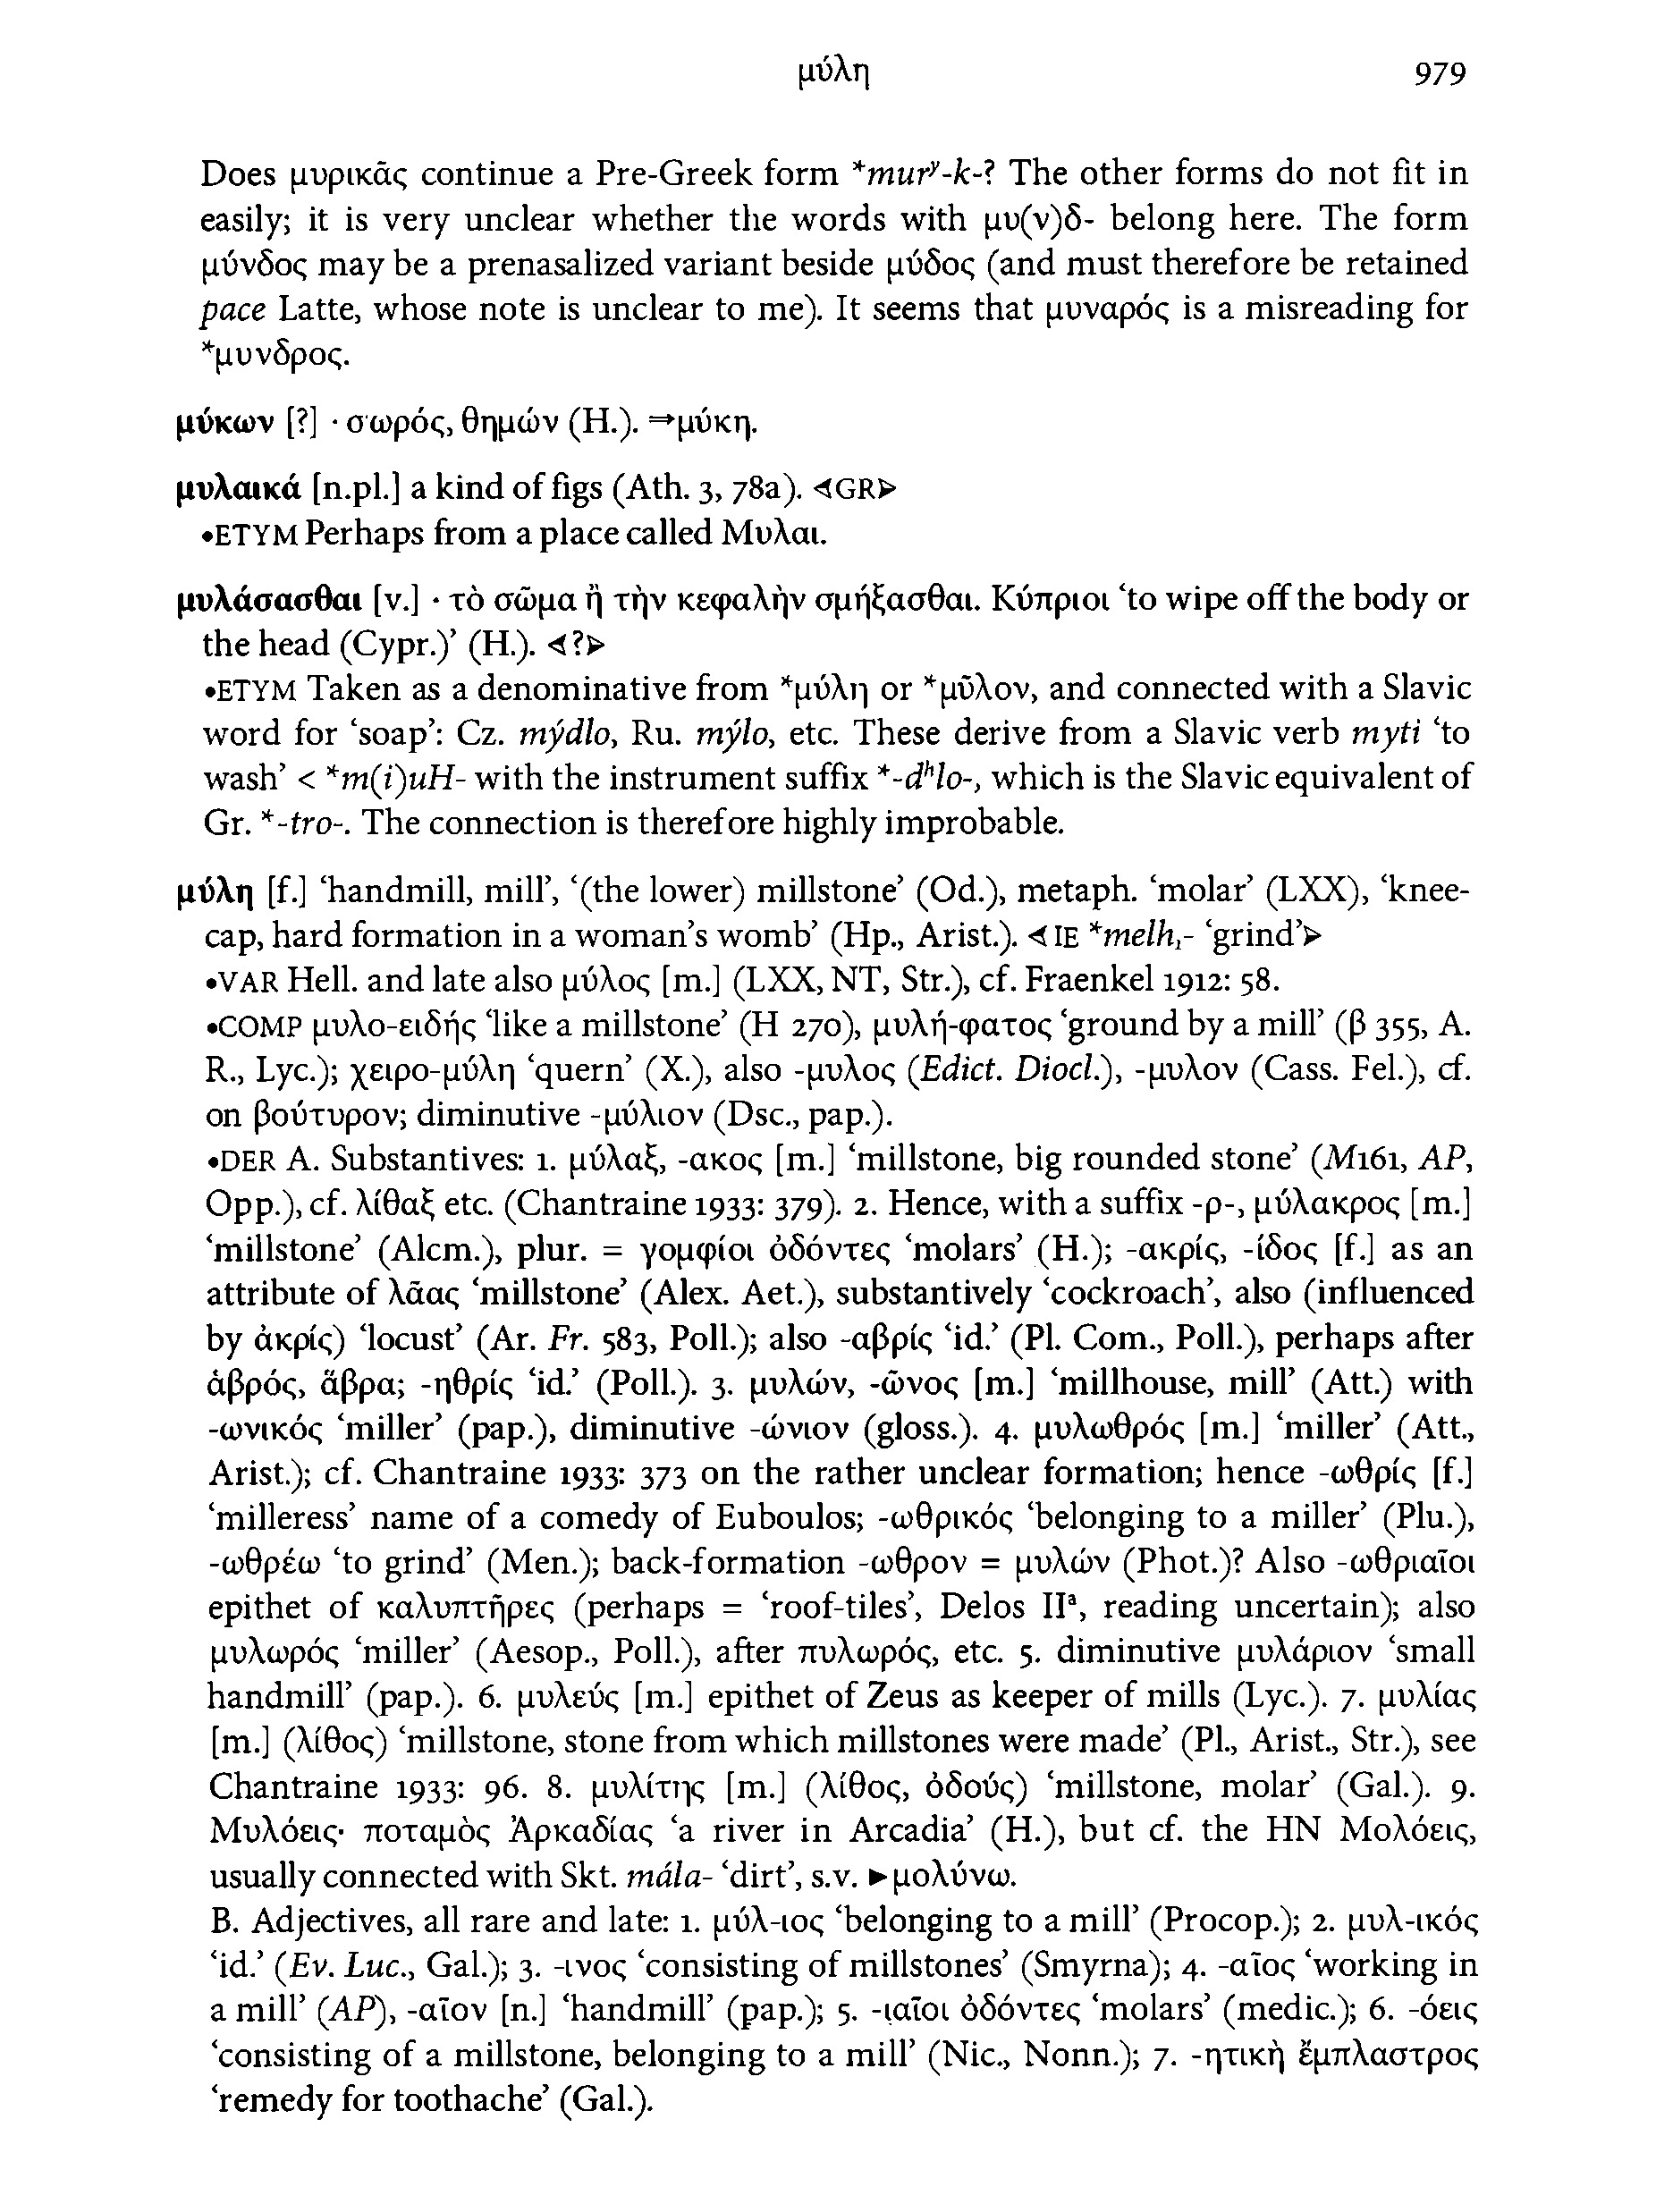 μύλη 979
Does μυρικᾶς continue a Pre-Greek form *murʸ-k-? The other forms do not fit in
easily; it is very unclear whether the words with μυ(ν)δ- belong here. The form
μύνδος may be a prenasalized variant beside μύδος (and must therefore be retained
pace Latte, whose note is unclear to me). It seems that μυναρός is a misreading for
*μυνδρος.
μύκων [?] · σωρός, θημών (H.). ⇒μύκη.
μυλαικά [n.pl.] a kind of figs (Ath. 3, 78a). ⊲GR⊳
•ETYM Perhaps from a place called Μυλαι.
μυλάσασθαι [v.] · τὸ σῶμα ἢ τὴν κεφαλὴν σμήξασθαι. Κύπριοι ‘to wipe off the body or
the head (Cypr.)’ (H.). ⊲?⊳
•ETYM Taken as a denominative from *μύλη or *μῦλον, and connected with a Slavic
word for ‘soap’: Cz. mýdlo, Ru. mýlo, etc. These derive from a Slavic verb myti ‘to
wash’ < *m(i)uH- with the instrument suffix *-dʰlo-, which is the Slavic equivalent of
Gr. *-tro-. The connection is therefore highly improbable.
μύλη [f.] ‘handmill, mill’, ‘(the lower) millstone’ (Od.), metaph. ‘molar’ (LXX), ‘knee-
cap, hard formation in a woman’s womb’ (Hp., Arist.). ⊲IE *melh₁- ‘grind’⊳
•VAR Hell. and late also μύλος [m.] (LXX, NT, Str.), cf. Fraenkel 1912: 58.
•COMP μυλο-ειδής ‘like a millstone’ (H 270), μυλή-φατος ‘ground by a mill’ (β 355, A.
R., Lyc.); χειρο-μύλη ‘quern’ (X.), also -μυλος (Edict. Diocl.), -μυλον (Cass. Fel.), cf.
on βούτυρον; diminutive -μύλιον (Dsc., pap.).
•DER A. Substantives: 1. μύλαξ, -ακος [m.] ‘millstone, big rounded stone’ (M161, AP,
Opp.), cf. λίθαξ etc. (Chantraine 1933: 379). 2. Hence, with a suffix -ρ-, μύλακρος [m.]
‘millstone’ (Alcm.), plur. = γομφίοι ὀδόντες ‘molars’ (H.); -ακρίς, -ίδος [f.] as an
attribute of λᾶας ‘millstone’ (Alex. Aet.), substantively ‘cockroach’, also (influenced
by ἀκρίς) ‘locust’ (Ar. Fr. 583, Poll.); also -αβρίς ‘id.’ (Pl. Com., Poll.), perhaps after
ἁβρός, ἅβρα; -ηθρίς ‘id.’ (Poll.). 3. μυλών, -ῶνος [m.] ‘millhouse, mill’ (Att.) with
-ωνικός ‘miller’ (pap.), diminutive -ώνιον (gloss.). 4. μυλωθρός [m.] ‘miller’ (Att.,
Arist.); cf. Chantraine 1933: 373 on the rather unclear formation; hence -ωθρίς [f.]
‘milleress’ name of a comedy of Euboulos; -ωθρικός ‘belonging to a miller’ (Plu.),
-ωθρέω ‘to grind’ (Men.); back-formation -ωθρον = μυλών (Phot.)? Also -ωθριαῖοι
epithet of καλυπτῆρες (perhaps = ‘roof-tiles’, Delos IIᵃ, reading uncertain); also
μυλωρός ‘miller’ (Aesop., Poll.), after πυλωρός, etc. 5. diminutive μυλάριον ‘small
handmill’ (pap.). 6. μυλεύς [m.] epithet of Zeus as keeper of mills (Lyc.). 7. μυλίας
[m.] (λίθος) ‘millstone, stone from which millstones were made’ (Pl., Arist., Str.), see
Chantraine 1933: 96. 8. μυλίτης [m.] (λίθος, ὀδούς) ‘millstone, molar’ (Gal.). 9.
Μυλόεις· ποταμὸς Ἀρκαδίας ‘a river in Arcadia’ (H.), but cf. the HN Μολόεις,
usually connected with Skt. mála- ‘dirt’, s.v. ►μολύνω.
B. Adjectives, all rare and late: 1. μύλ-ιος ‘belonging to a mill’ (Procop.); 2. μυλ-ικός
‘id.’ (Ev. Luc., Gal.); 3. -ινος ‘consisting of millstones’ (Smyrna); 4. -αῖος ‘working in
a mill’ (AP), -αῖον [n.] ‘handmill’ (pap.); 5. -ιαῖοι ὀδόντες ‘molars’ (medic.); 6. -όεις
‘consisting of a millstone, belonging to a mill’ (Nic., Nonn.); 7. -ητικὴ ἔμπλαστρος
‘remedy for toothache’ (Gal.).